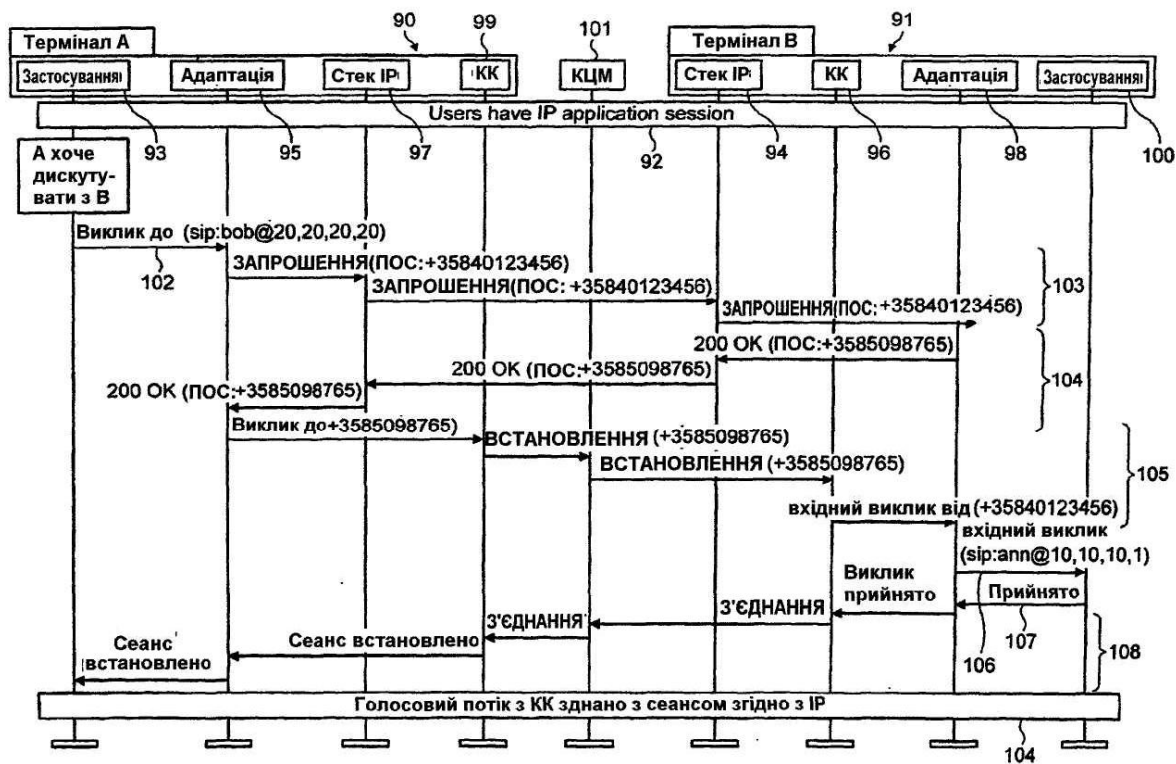 90
99
101
91
Термінал А
Термінал В
Застосування
Адаптація
Стек IP
КК
КЦМ
Стек IP
КК
Адаптація
Застосування
Users have IP application session
93
95
97
92
94
96
98
100
А хоче
дискуту-
вати з В
Виклик до (sip:bob@20,20,20,20)
102
ЗАПРОШЕННЯ(ПОС:+35840123456)
ЗАПРОШЕННЯ(ПОС: +35840123456)
ЗАПРОШЕННЯ(ПОС: +35840123456)
103
200 OK (ПОС:+3585098765)
200 OK (ПОС:+3585098765)
200 OK (ПОС:+3585098765)
104
Виклик до+3585098765)
ВСТАНОВЛЕННЯ (+3585098765)
ВСТАНОВЛЕННЯ (+3585098765)
105
вхідний виклик від (+35840123456)
вхідний виклик
(sip:ann@10,10,10,1)
Виклик
прийнято
Прийнято
З'ЄДНАННЯ
З'ЄДНАННЯ
107
106
108
Сеанс встановлено
Сеанс
встановлено
Голосовий потік з КК зднано з сеансом згідно з IP
104